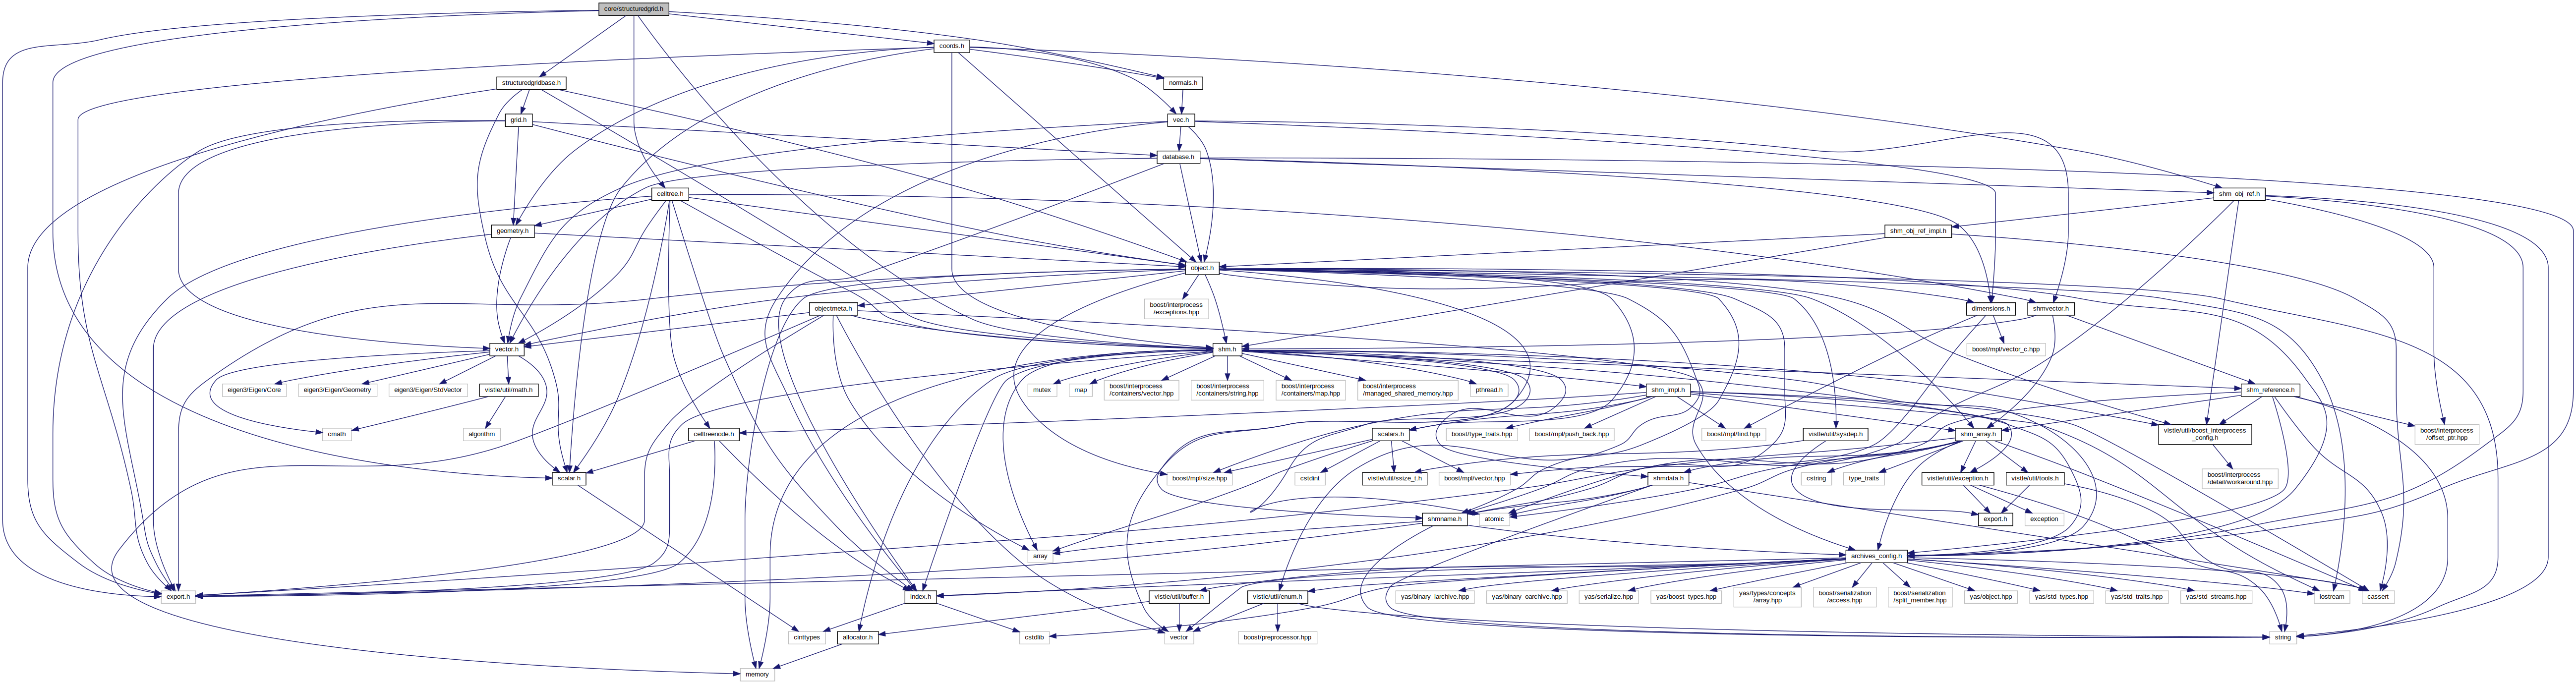 core/structuredgrid.h
coords.h
structuredgridbase.h
normals.h
grid.h
vec.h
database.h
celltree.h
shm_obj_ref.h
geometry.h
shm_obj_ref_impl.h
object.h
objectmeta.h
boost/interprocess
/exceptions.hpp
dimensions.h
shmvector.h
vector.h
shm.h
boost/mpl/vector_c.hpp
eigen3/Eigen/Core
eigen3/Eigen/Geometry
eigen3/Eigen/StdVector
vistle/util/math.h
mutex
map
boost/interprocess
/containers/vector.hpp
boost/interprocess
/containers/string.hpp
boost/interprocess
/containers/map.hpp
boost/interprocess
/managed_shared_memory.hpp
pthread.h
shm_impl.h
shm_reference.h
cmath
algorithm
celltreenode.h
scalars.h
boost/type_traits.hpp
boost/mpl/push_back.hpp
boost/mpl/find.hpp
vistle/util/sysdep.h
shm_array.h
vistle/util/boost_interprocess
_config.h
boost/interprocess
/offset_ptr.hpp
scalar.h
boost/mpl/size.hpp
cstdint
vistle/util/ssize_t.h
boost/mpl/vector.hpp
shmdata.h
cstring
type_traits
vistle/util/exception.h
vistle/util/tools.h
boost/interprocess
/detail/workaround.hpp
shmname.h
atomic
export.h
exception
array
archives_config.h
export.h
index.h
vistle/util/buffer.h
vistle/util/enum.h
yas/binary_iarchive.hpp
yas/binary_oarchive.hpp
yas/serialize.hpp
yas/boost_types.hpp
yas/types/concepts
/array.hpp
boost/serialization
/access.hpp
boost/serialization
/split_member.hpp
yas/object.hpp
yas/std_types.hpp
yas/std_traits.hpp
yas/std_streams.hpp
iostream
cassert
cinttypes
allocator.h
cstdlib
vector
boost/preprocessor.hpp
string
memory